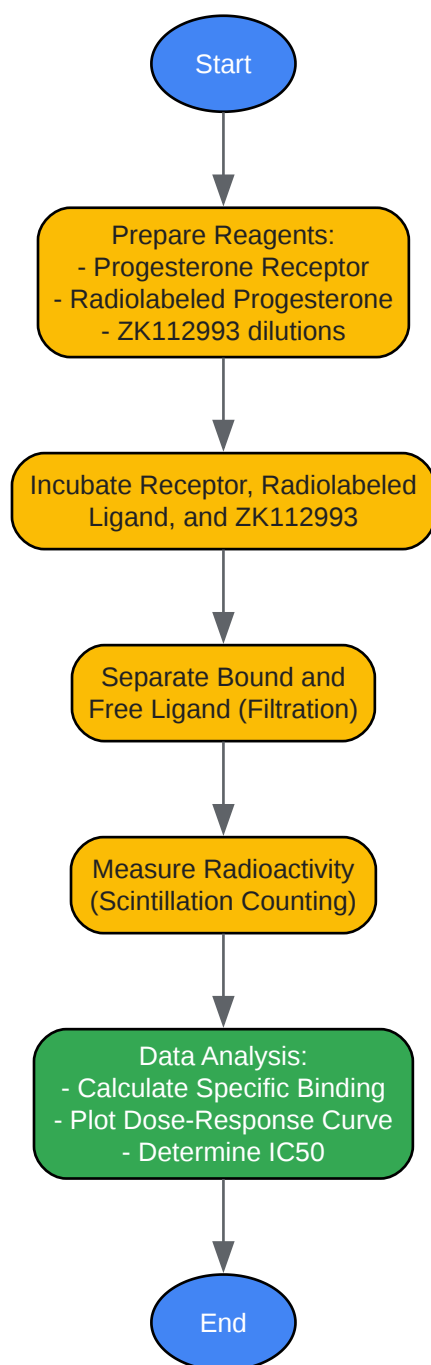 Start
Prepare Reagents:
- Progesterone Receptor
- Radiolabeled Progesterone
- ZK112993 dilutions
Incubate Receptor, Radiolabeled
Ligand, and ZK112993
Separate Bound and
Free Ligand (Filtration)
Measure Radioactivity
(Scintillation Counting)
Data Analysis:
- Calculate Specific Binding
- Plot Dose-Response Curve
- Determine IC50
End